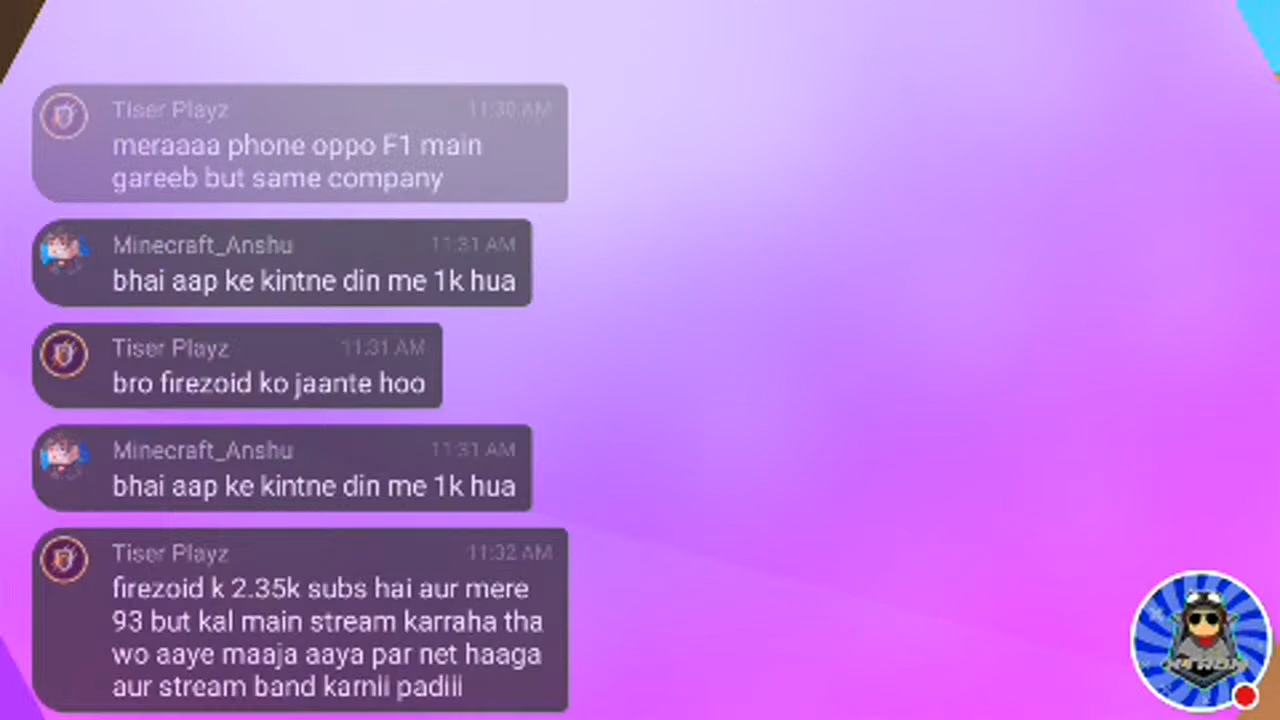 Tiser Playz 11:30 AM
meraaaa phone oppo F1 main
gareeb but same company
Minecraft_Anshu 11:31 AM
bhai aap ke kintne din me 1k hua
Tiser Playz 11:31 AM
bro firezoid ko jaante hoo
Minecraft_Anshu 11:31 AM
bhai aap ke kintne din me 1k hua
Tiser Playz 11:32 AM
firezoid k 2.35k subs hai aur mere
93 but kal main stream karraha tha
wo aaye maaja aaya par net haaga
aur stream band karnii padiii